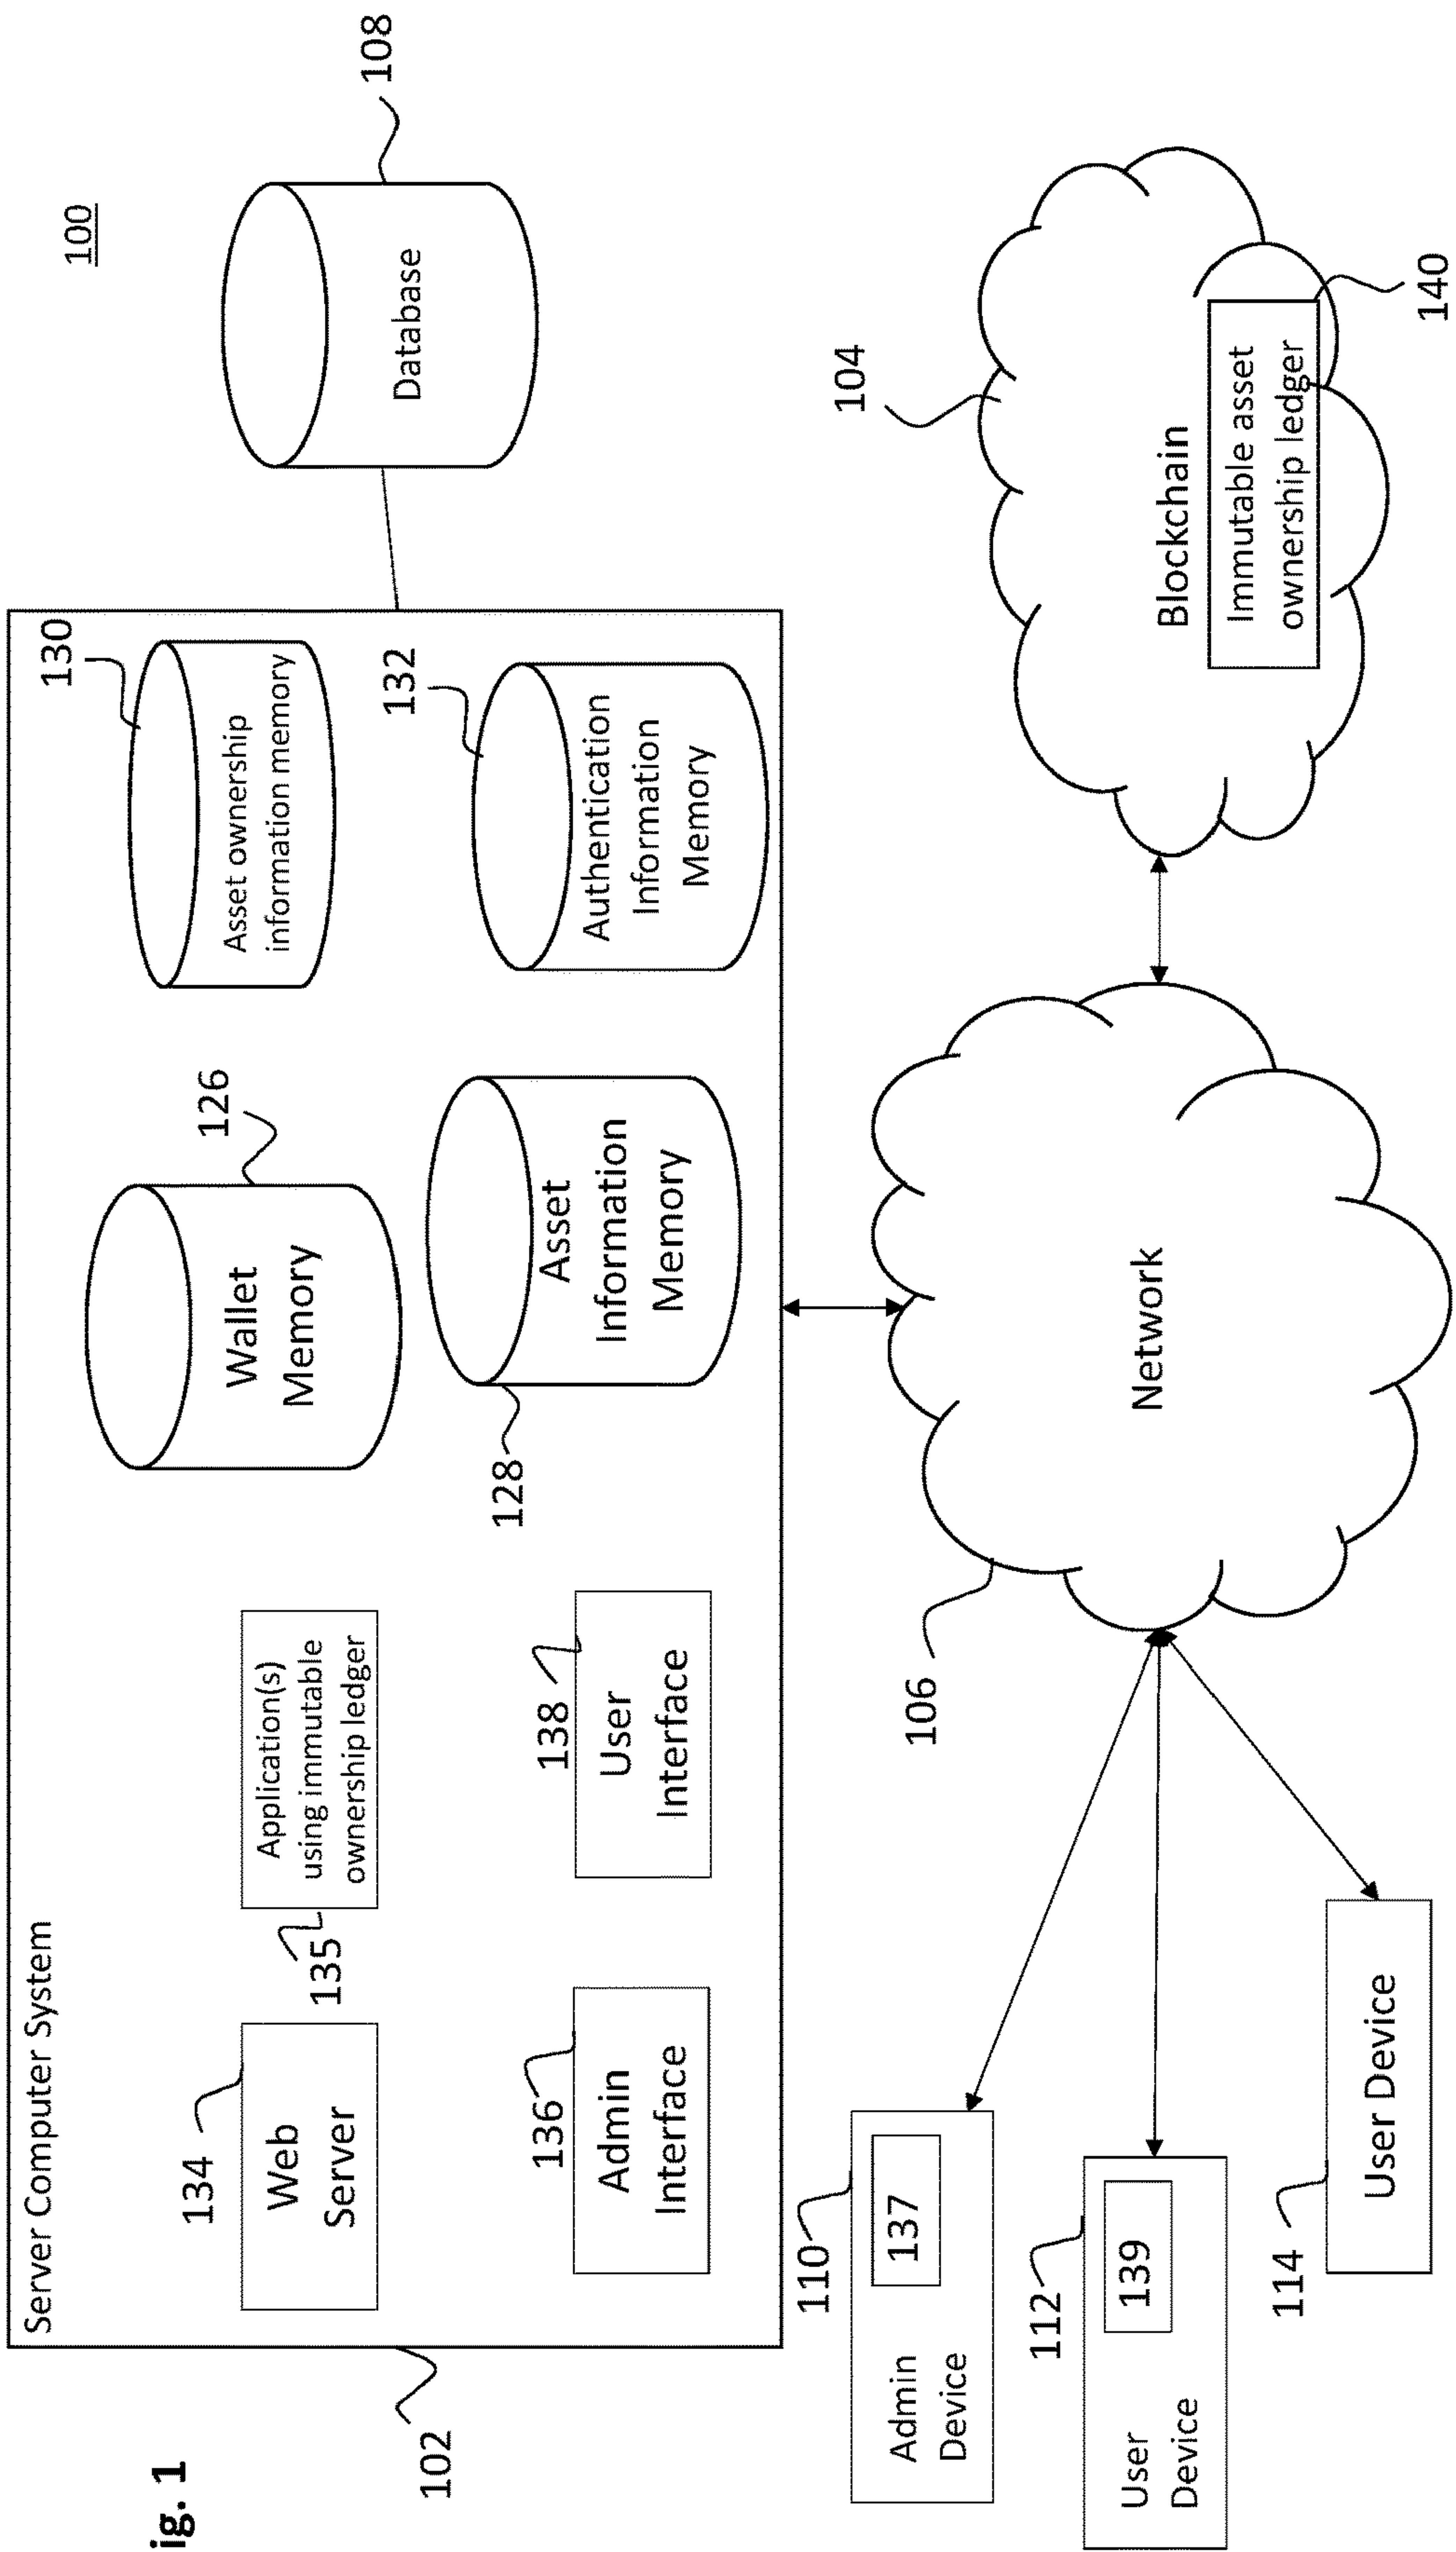 ig. 1
100
102
Server Computer System
134
Web
Server
135
Application(s)
using immutable
ownership ledger
136
Admin
Interface
138
User
Interface
126
Wallet
Memory
128
Asset
Information
Memory
130
Asset ownership
information memory
132
Authentication
Information
Memory
108
Database
110
137
Admin
Device
112
139
User
Device
114
User Device
106
Network
104
Blockchain
Immutable asset
ownership ledger
140